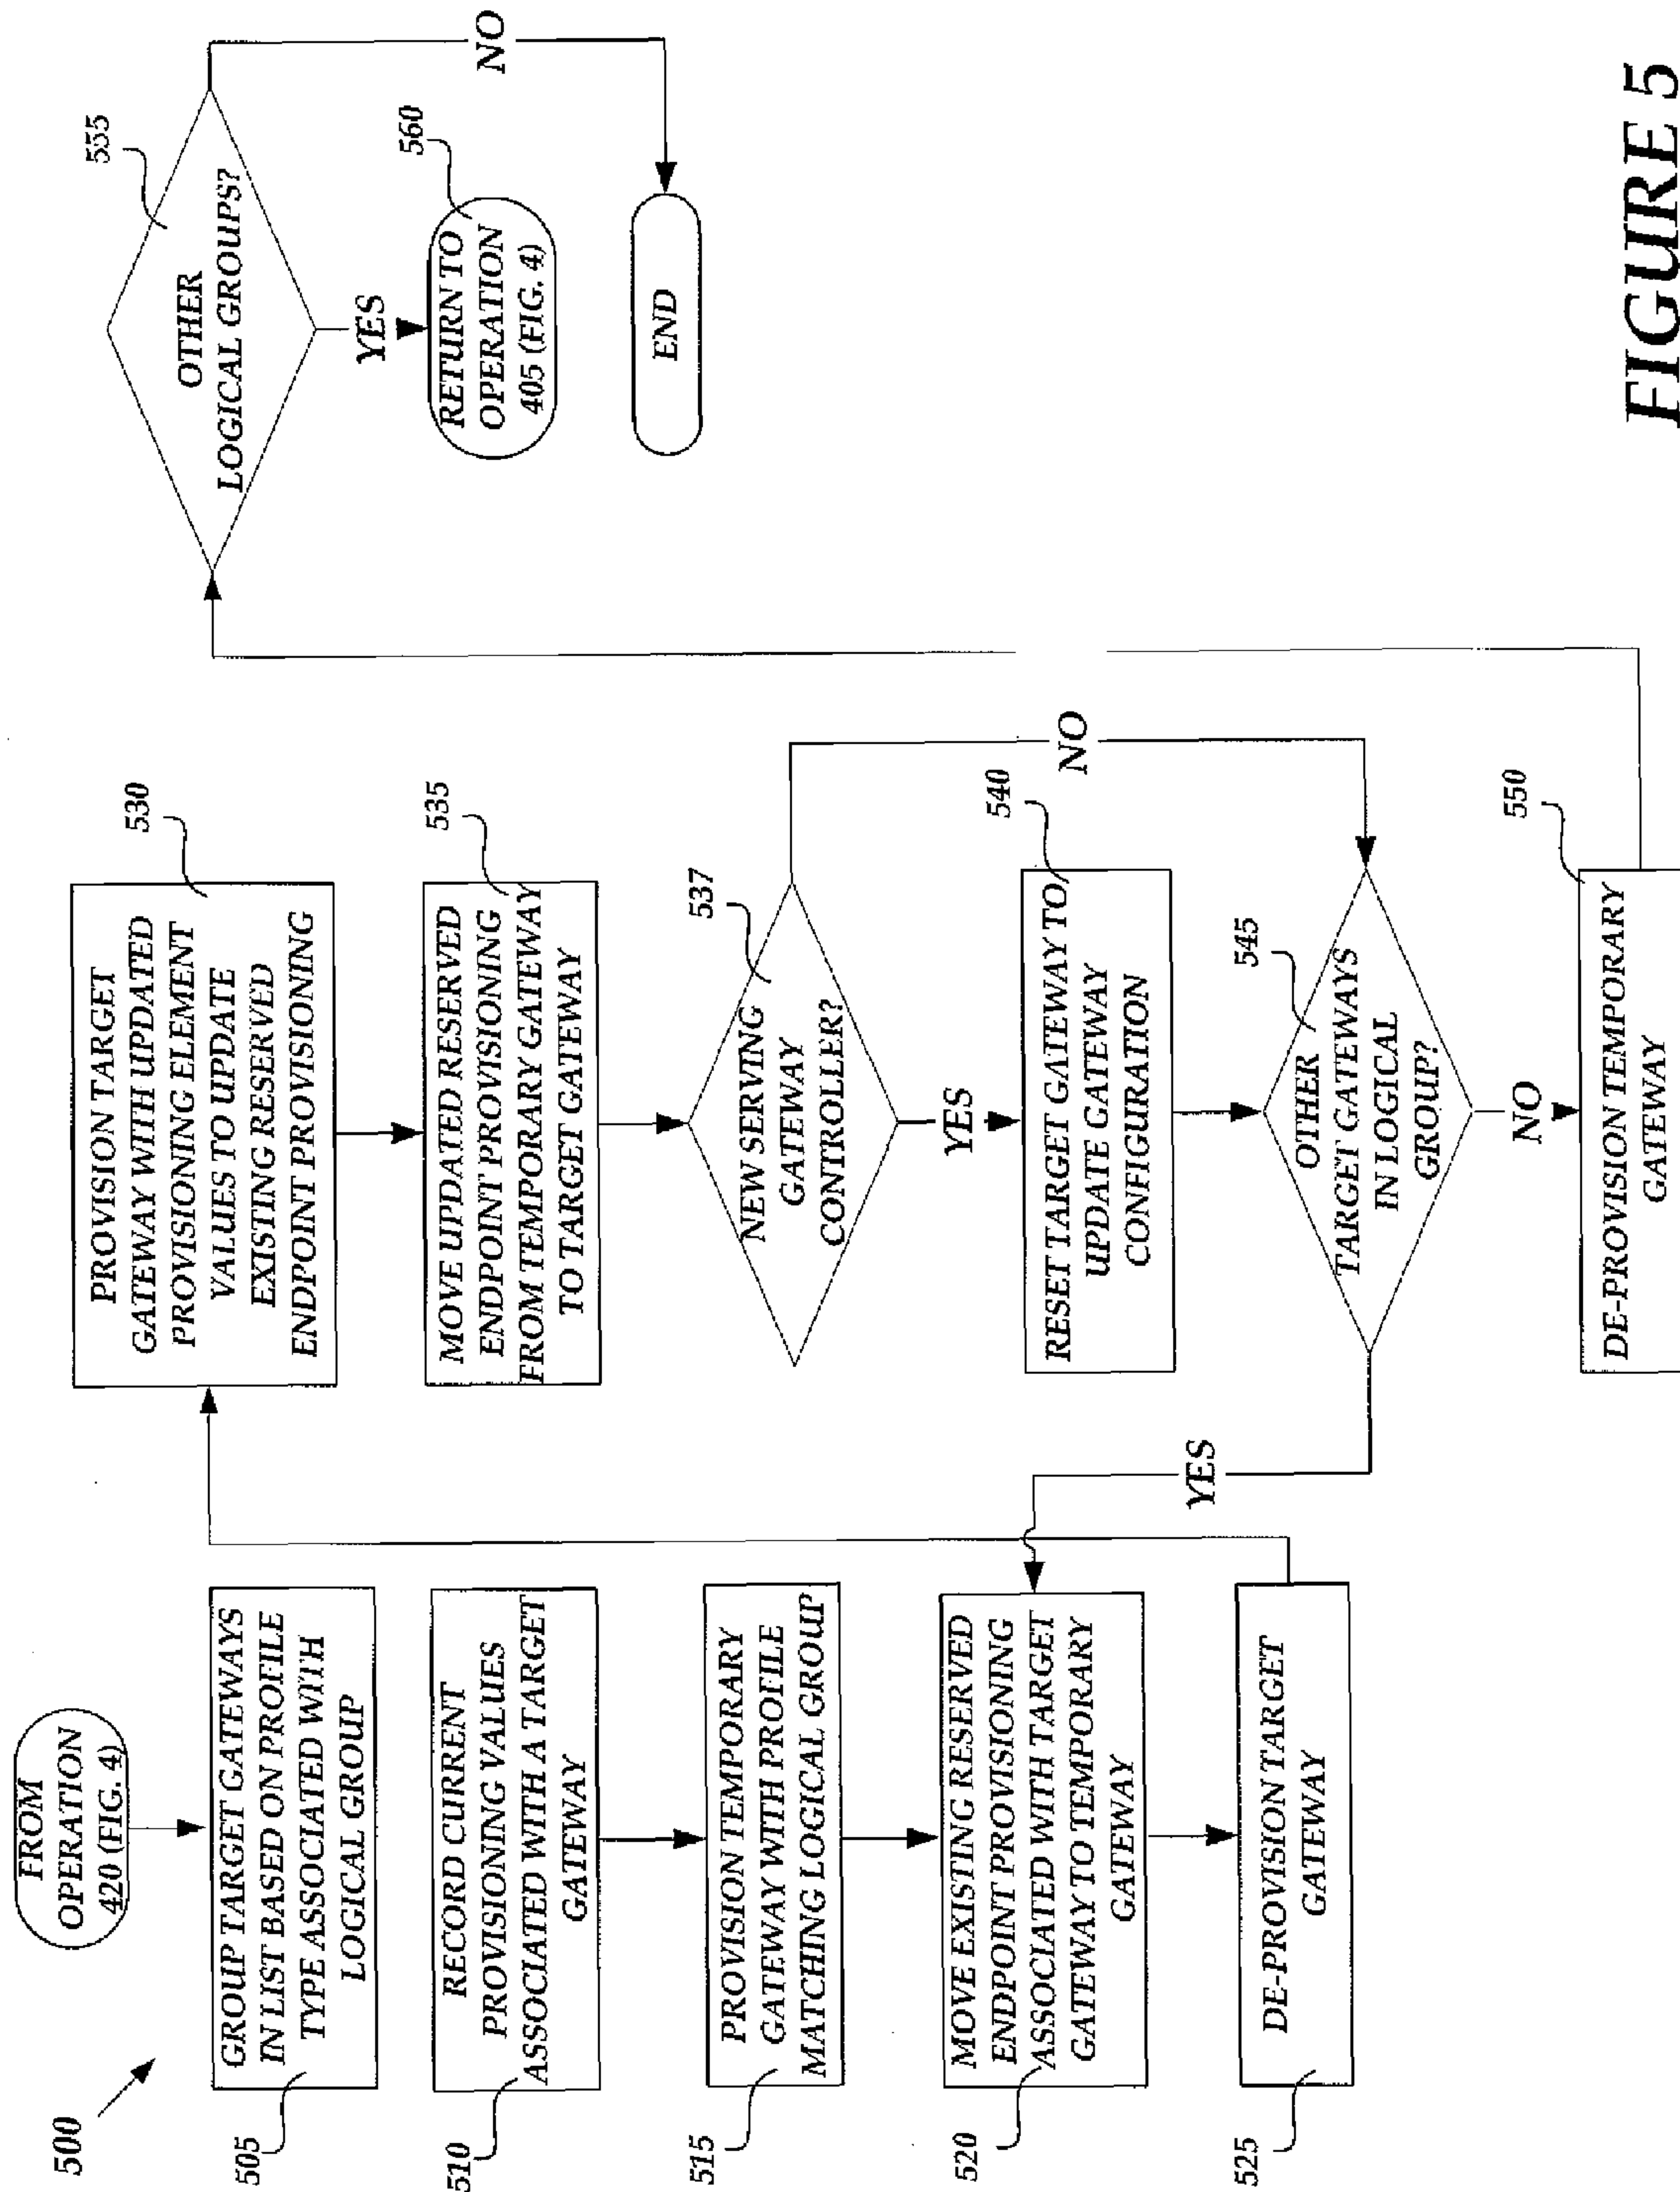 500
FROM
OPERATION
420 (FIG. 4)
505
GROUP TARGET GATEWAYS
IN LIST BASED ON PROFILE
TYPE ASSOCIATED WITH
LOGICAL GROUP
510
RECORD CURRENT
PROVISIONING VALUES
ASSOCIATED WITH A TARGET
GATEWAY
515
PROVISION TEMPORARY
GATEWAY WITH PROFILE
MATCHING LOGICAL GROUP
520
MOVE EXISTING RESERVED
ENDPOINT PROVISIONING
ASSOCIATED WITH TARGET
GATEWAY TO TEMPORARY
GATEWAY
525
DE-PROVISION TARGET
GATEWAY
530
PROVISION TARGET
GATEWAY WITH UPDATED
PROVISIONING ELEMENT
VALUES TO UPDATE
EXISTING RESERVED
ENDPOINT PROVISIONING
535
MOVE UPDATED RESERVED
ENDPOINT PROVISIONING
FROM TEMPORARY GATEWAY
TO TARGET GATEWAY
537
NEW SERVING
GATEWAY
CONTROLLER?
YES
NO
540
RESET TARGET GATEWAY TO
UPDATE GATEWAY
CONFIGURATION
545
OTHER
TARGET GATEWAYS
IN LOGICAL
GROUP?
YES
NO
550
DE-PROVISION TEMPORARY
GATEWAY
555
OTHER
LOGICAL GROUPS?
YES
NO
560
RETURN TO
OPERATION
405 (FIG. 4)
END
FIGURE 5